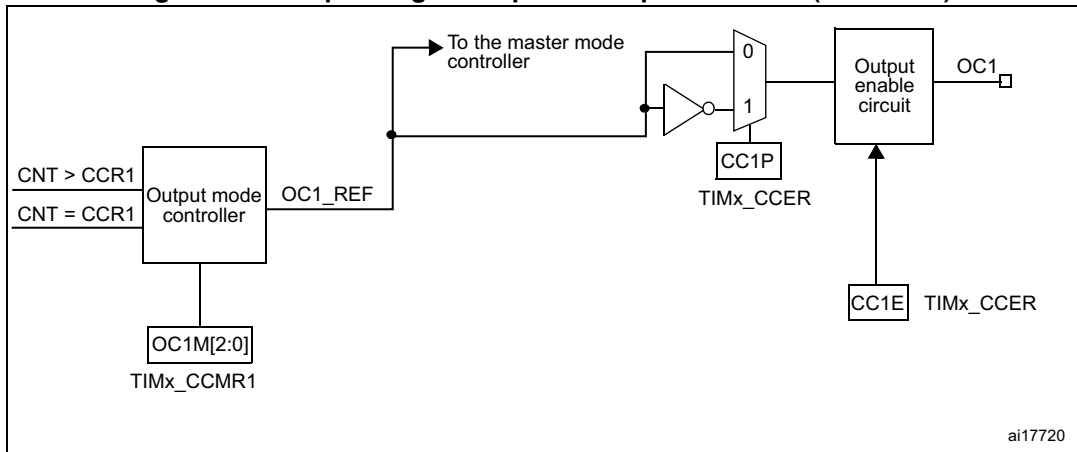 To the master mode
controller
0
1
Output
enable
circuit
OC1
CC1P
TIMx_CCER
CNT > CCR1
CNT = CCR1
Output mode
controller
OC1_REF
CC1E
TIMx_CCER
OC1M[2:0]
TIMx_CCMR1
ai17720